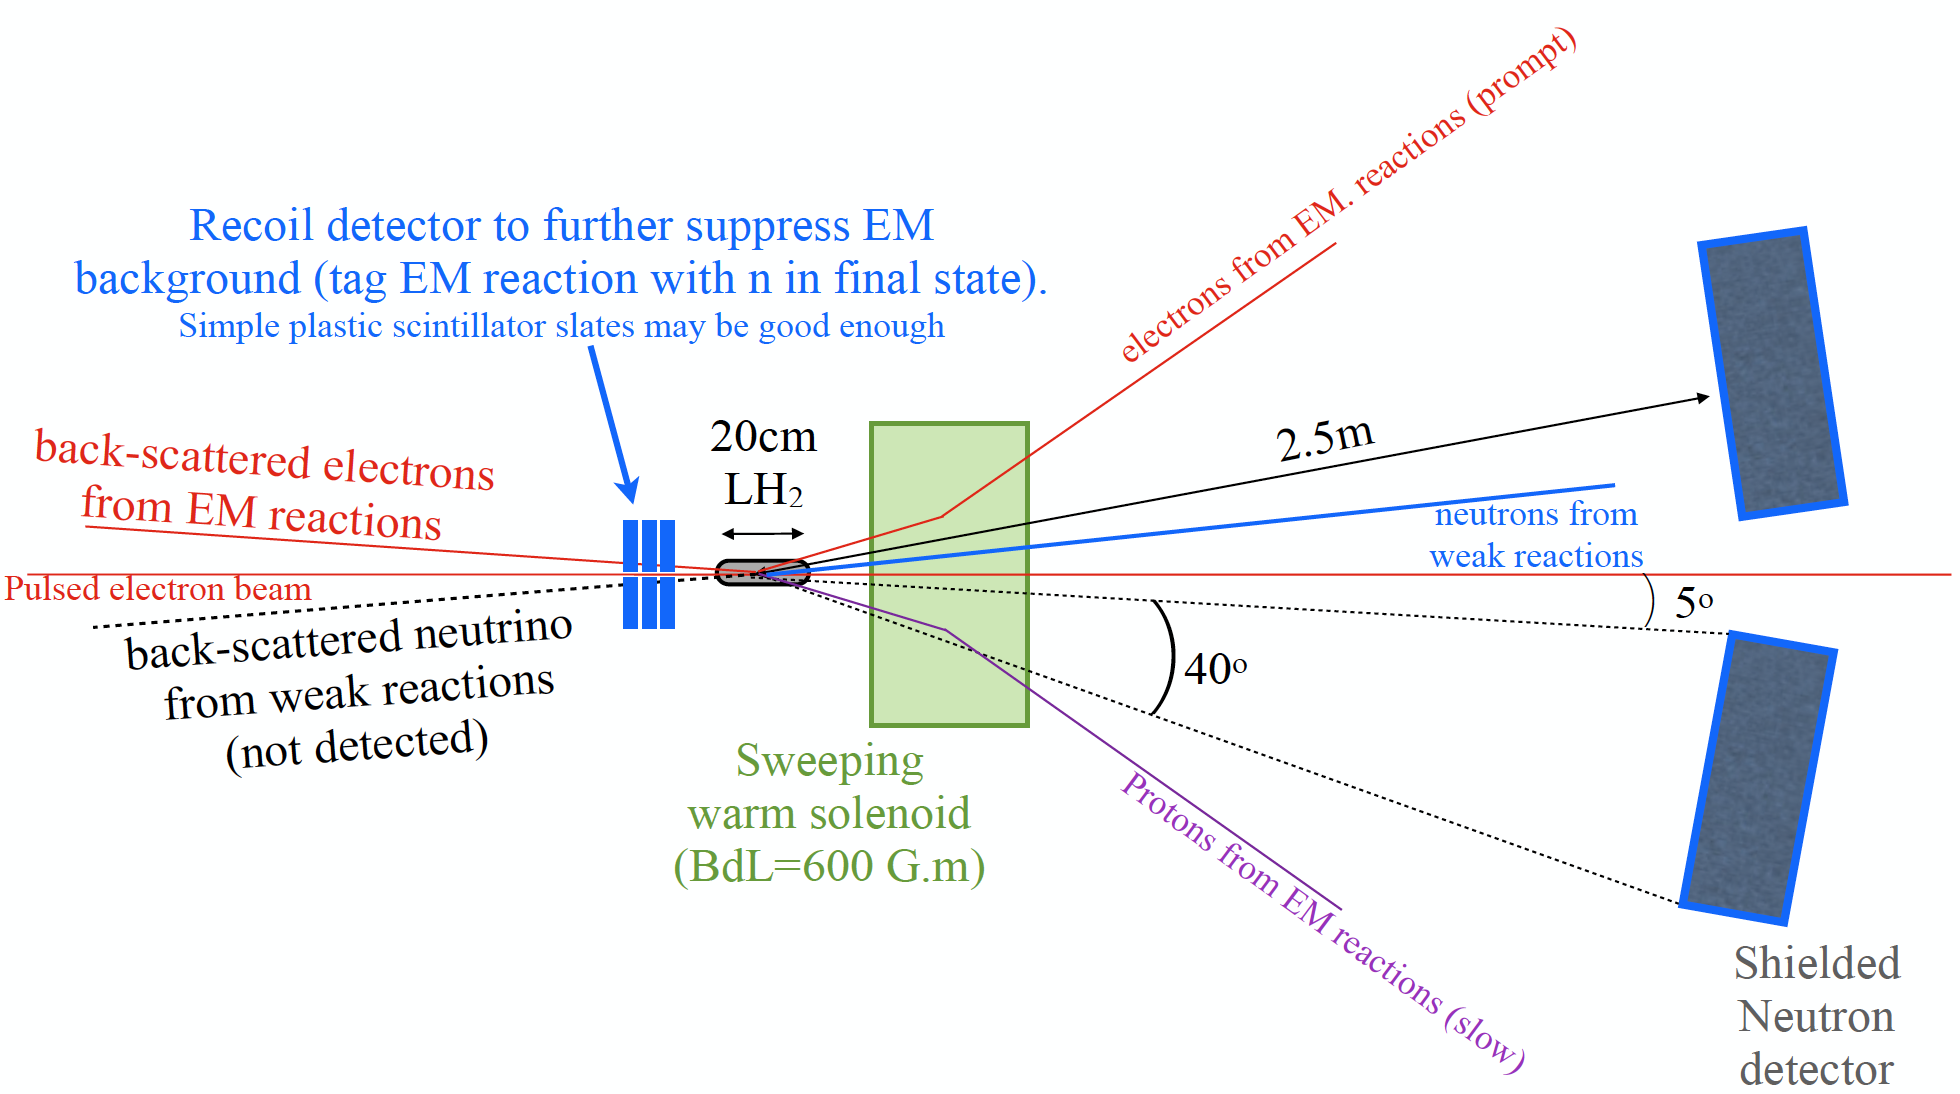 electrons from EM. reactions (prompt)
Recoil detector to further suppress EM
background (tag EM reaction with n in final state).
Simple plastic scintillator slates may be good enough
20cm
LH2
2.5m
back-scattered electrons
from EM reactions
Pulsed electron beam
neutrons from
weak reactions
5o
40o
back-scattered neutrino
from weak reactions
(not detected)
Sweeping
warm solenoid
(BdL=600 G.m)
Protons from EM reactions (slow)
Shielded
Neutron
detector